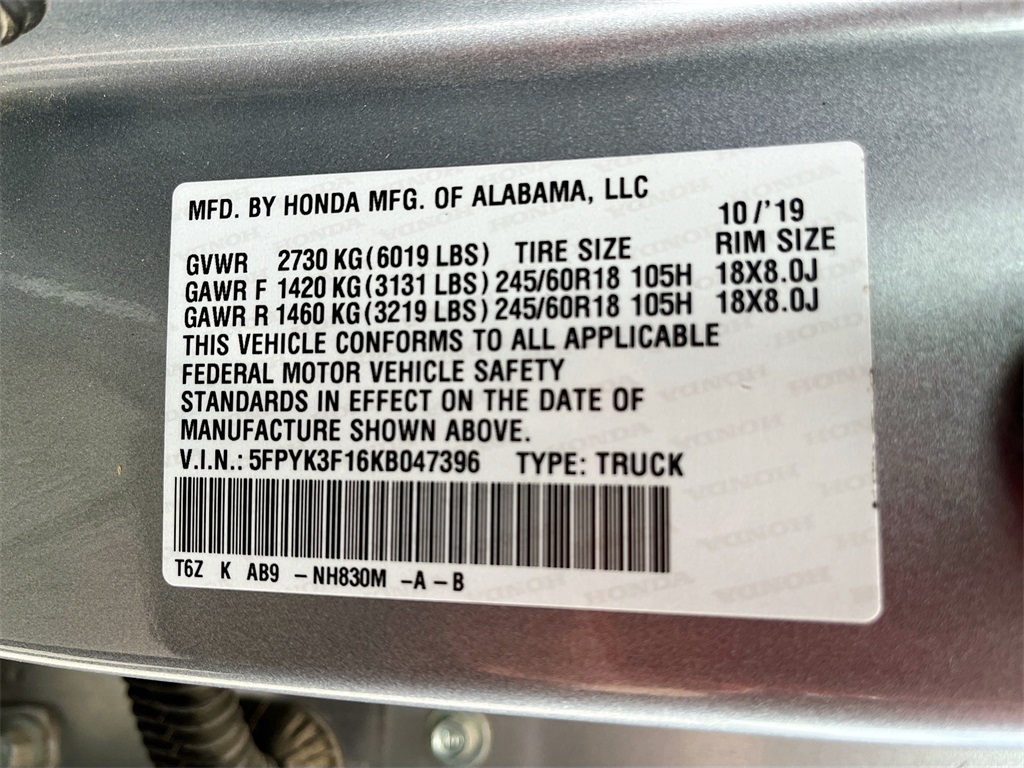 MFD. BY HONDA MFG. OF ALABAMA, LLC 10/'19
GVWR 2730 KG(6019 LBS) TIRE SIZE RIM SIZE
GAWR F 1420 KG(3131 LBS) 245/60R18 105H 18X8.0J
GAWR R 1460 KG(3219 LBS) 245/60R18 105H 18X8.0J
THIS VEHICLE CONFORMS TO ALL APPLICABLE
FEDERAL MOTOR VEHICLE SAFETY
STANDARDS IN EFFECT ON THE DATE OF
MANUFACTURE SHOWN ABOVE.
V.I.N.: 5FPYK3F16KB047396 TYPE: TRUCK
T6Z K AB9 -NH830M -A-B